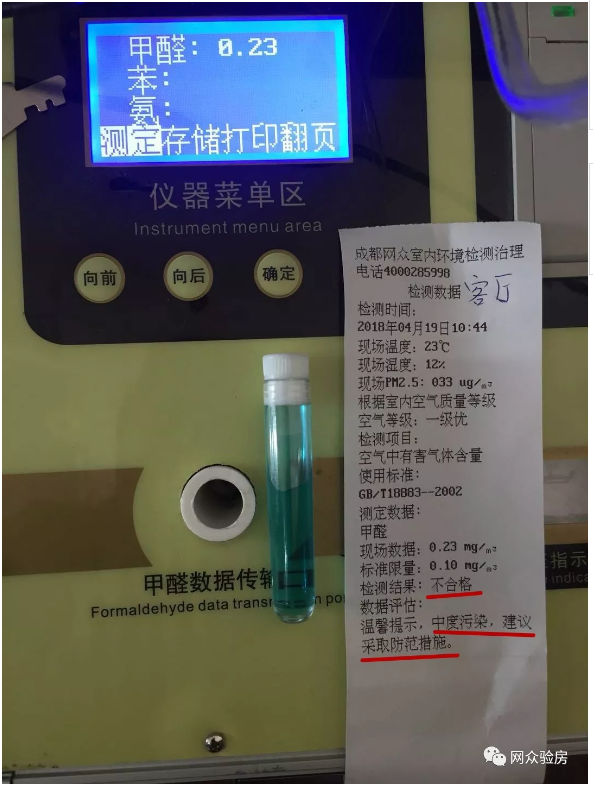 甲醛：0.23
苯：
氨：
测定存储打印翻页
仪器菜单区
Instrument menu area
向前
向后
确定
成都网众室内环境检测治理
电话4000285998
检测数据 客厅
检测时间：
2018年04月19日10:44
现场温度：23℃
现场湿度：12%
现场PM2.5：033 ug/m³
根据室内空气质量等级
空气等级：一级优
检测项目：
空气中有害气体含量
使用标准：
GB/T18883--2002
测定数据：
甲醛
现场数据：0.23 mg/m³
标准限量：0.10 mg/m³
检测结果：不合格
数据评估：
温馨提示，中度污染，建议
采取防范措施。
甲醛数据传输
Formaldehyde data
指示
indica
网众验房